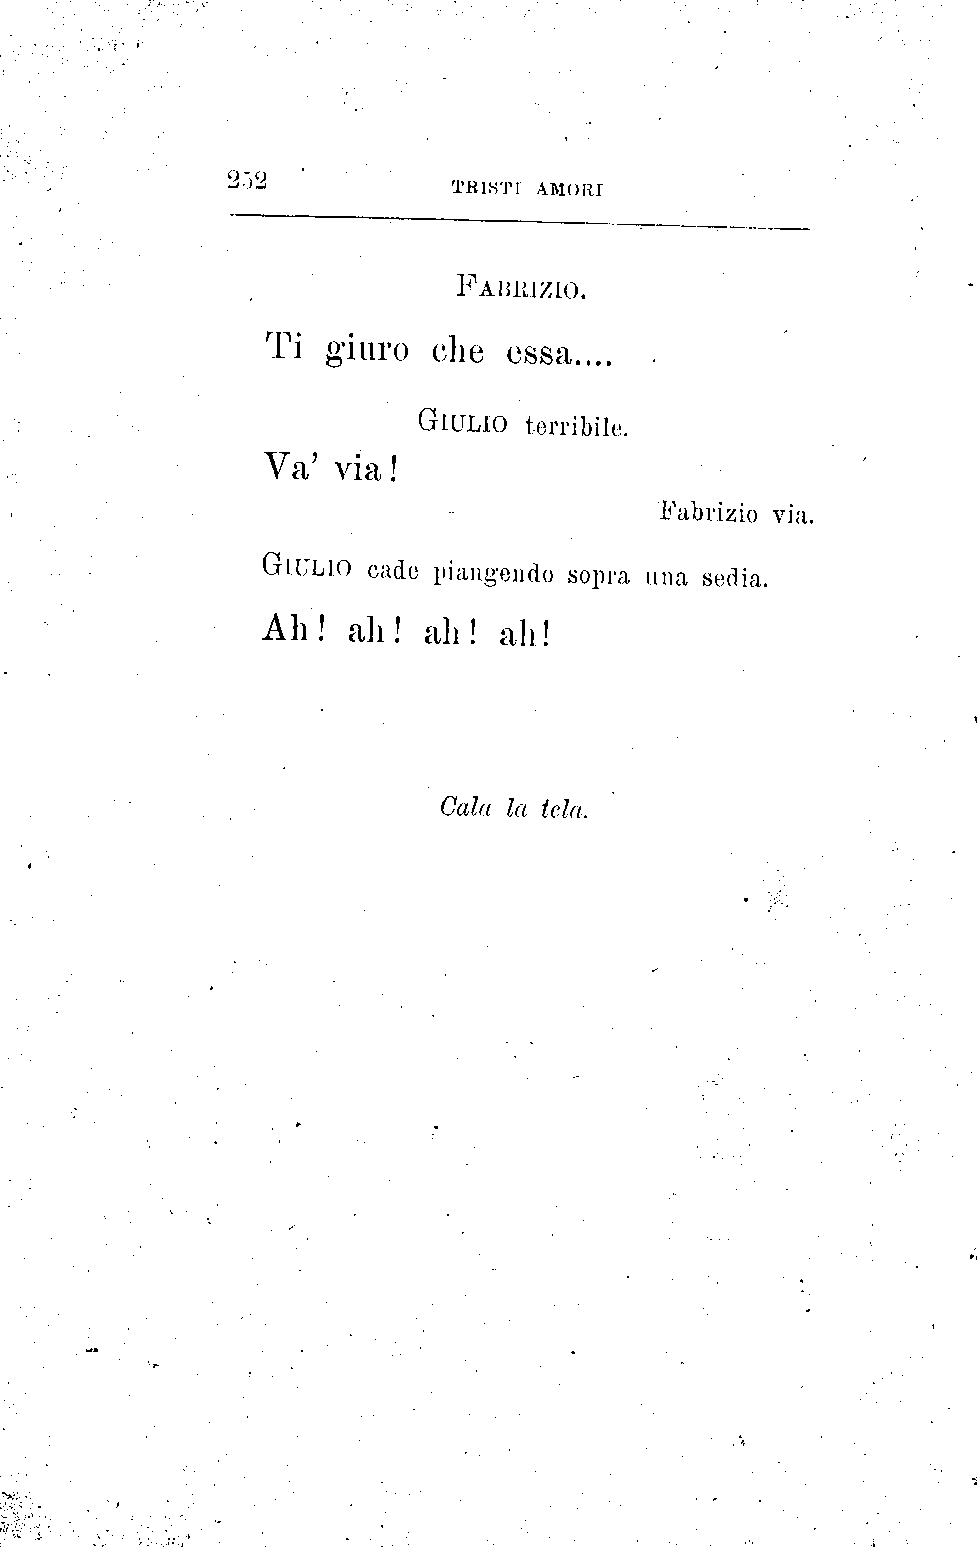 252 TRISTI AMORI
FABRIZIO.
Ti giuro che essa....
GIULIO terribile.
Va' via!
Fabrizio via.
GIULIO cade piangendo sopra una sedia.
Ah! ah! ah! ah!
Cala la tela.